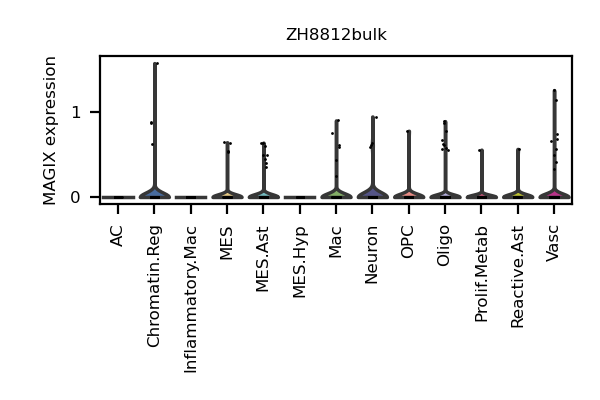 ZH8812bulk
MAGIX expression
1
0
AC
Chromatin.Reg
Inflammatory.Mac
MES
MES.Ast
MES.Hyp
Mac
Neuron
OPC
Oligo
Prolif.Metab
Reactive.Ast
Vasc